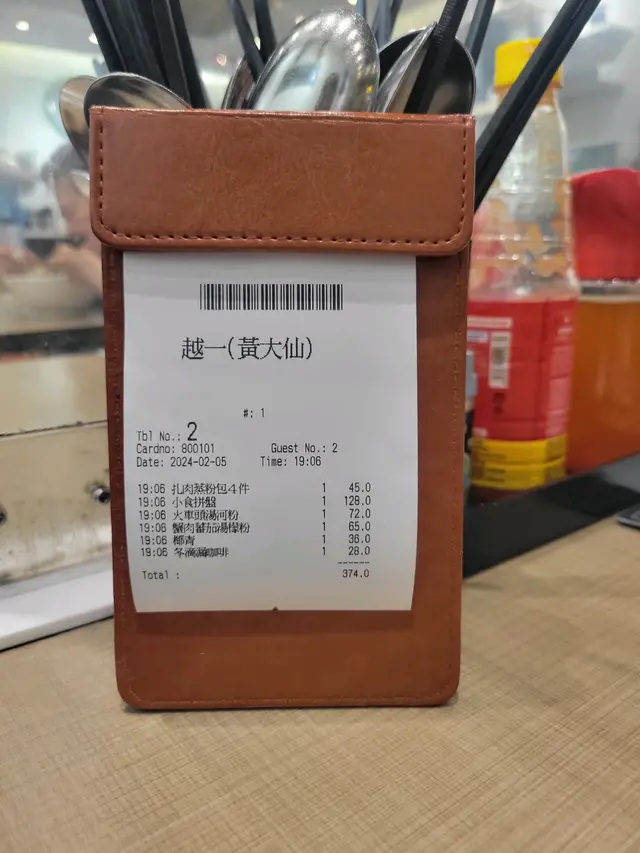 越一(黃大仙)
#: 1
Tbl No.: 2
Cardno: 800101 Guest No.: 2
Date: 2024-02-05 Time: 19:06
19:06 扎肉蒸粉包4件 1 45.0
19:06 小食拼盤 1 128.0
19:06 火車頭湯河粉 1 72.0
19:06 蟹肉蕃茄湯檬粉 1 65.0
19:06 椰青 1 36.0
19:06 冬滴漏咖啡 1 28.0
------
Total : 374.0